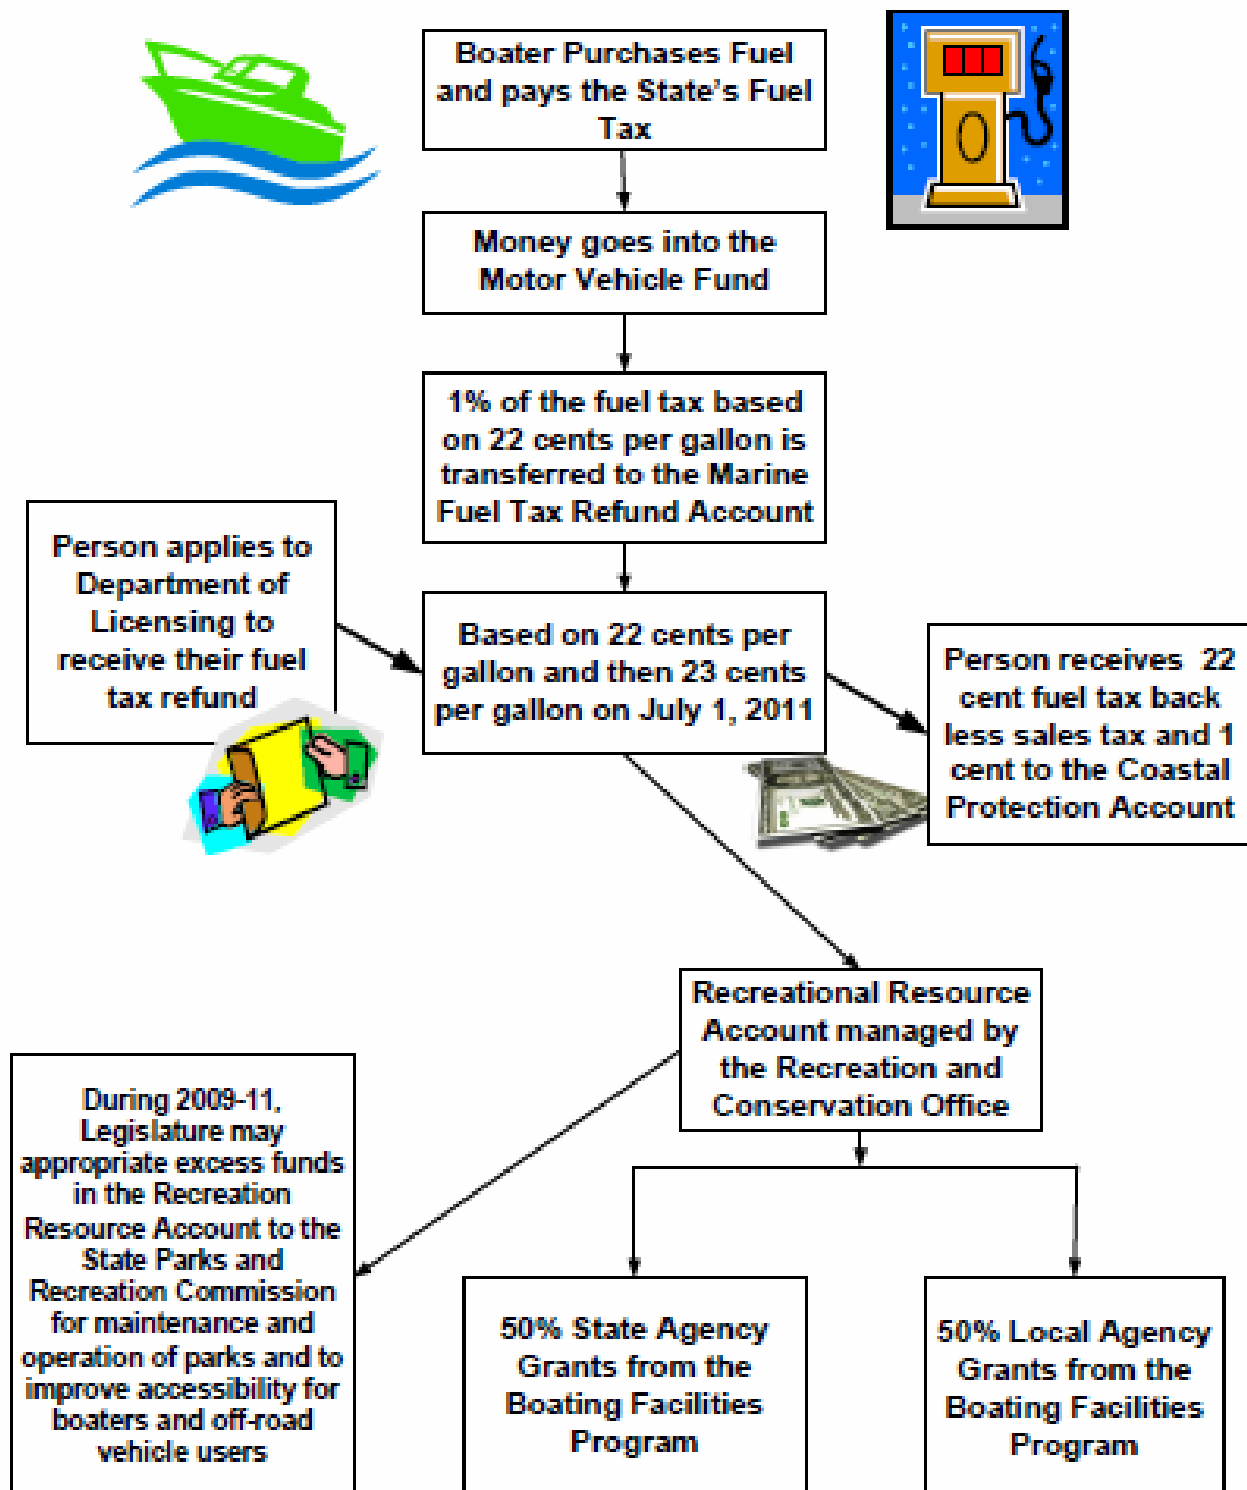 Boater Purchases Fuel
and pays the State's Fuel
Tax
Money goes into the
Motor Vehicle Fund
1% of the fuel tax based
on 22 cents per gallon is
transferred to the Marine
Fuel Tax Refund Account
Person applies to
Department of
Licensing to
receive their fuel
tax refund
Based on 22 cents per
gallon and then 23 cents
per gallon on July 1, 2011
Person receives 22
cent fuel tax back
less sales tax and 1
cent to the Coastal
Protection Account
Recreational Resource
Account managed by
the Recreation and
Conservation Office
During 2009-11,
Legislature may
appropriate excess funds
in the Recreation
Resource Account to the
State Parks and
Recreation Commission
for maintenance and
operation of parks and to
improve accessibility for
boaters and off-road
vehicle users
50% State Agency
Grants from the
Boating Facilities
Program
50% Local Agency
Grants from the
Boating Facilities
Program